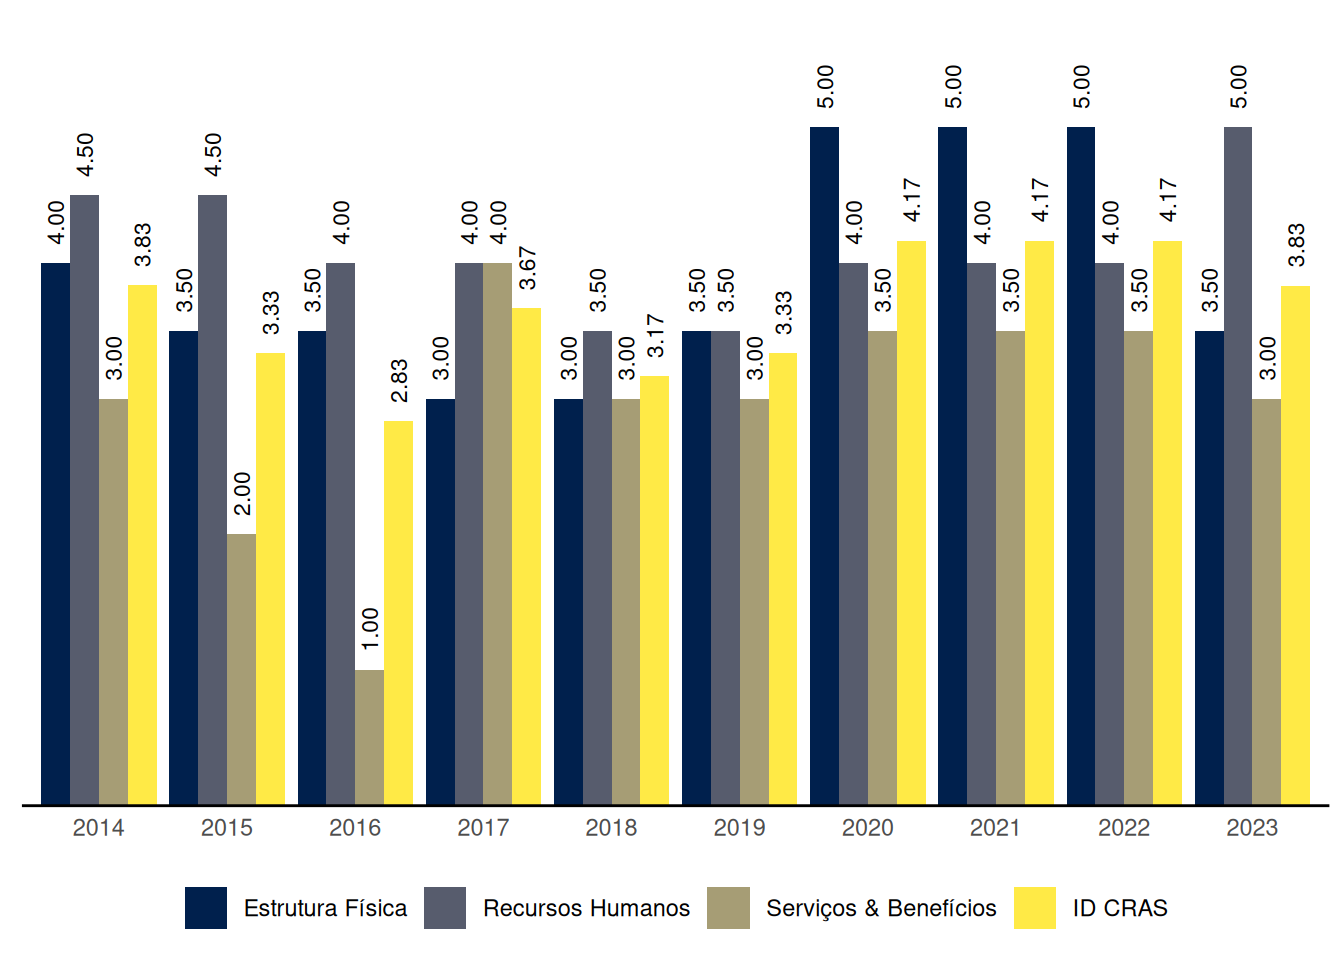 4.00 4.50 3.00 3.83
3.50 4.50 2.00 3.33
3.50 4.00 1.00 2.83
3.00 4.00 4.00 3.67
3.00 3.50 3.00 3.17
3.50 3.50 3.00 3.33
5.00 4.00 3.50 4.17
5.00 4.00 3.50 4.17
5.00 4.00 3.50 4.17
3.50 5.00 3.00 3.83
2014 2015 2016 2017 2018 2019 2020 2021 2022 2023
Estrutura Física Recursos Humanos Serviços & Benefícios ID CRAS